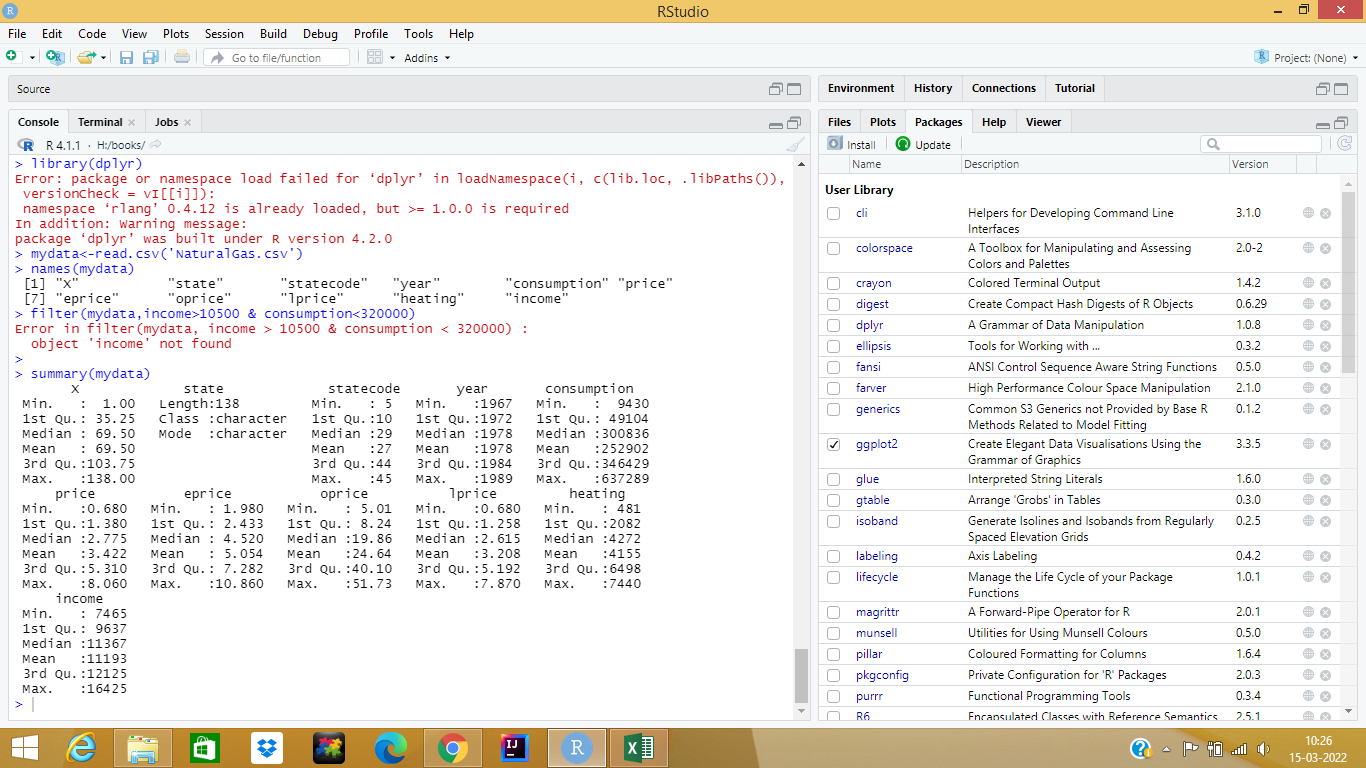 RStudio
File Edit Code View Plots Session Build Debug Profile Tools Help
Go to file/function Addins Project: (None)
Source
Console Terminal Jobs
R 4.1.1 · H:/books/
> library(dplyr)
Error: package or namespace load failed for ‘dplyr’ in loadNamespace(i, c(lib.loc, .libPaths()),
 versionCheck = vI[[i]]):
 namespace ‘rlang’ 0.4.12 is already loaded, but >= 1.0.0 is required
In addition: Warning message:
package ‘dplyr’ was built under R version 4.2.0
> mydata<-read.csv('NaturalGas.csv')
> names(mydata)
 [1] "X" "state" "statecode" "year" "consumption" "price"
 [7] "eprice" "oprice" "lprice" "heating" "income"
> filter(mydata,income>10500 & consumption<320000)
Error in filter(mydata, income > 10500 & consumption < 320000) :
  object 'income' not found
>
> summary(mydata)
       X             state             statecode       year       consumption
 Min.   :  1.00   Length:138         Min.   : 5   Min.   :1967   Min.   :  9430
 1st Qu.: 35.25   Class :character   1st Qu.:10   1st Qu.:1972   1st Qu.: 49104
 Median : 69.50   Mode  :character   Median :29   Median :1978   Median :300836
 Mean   : 69.50                      Mean   :27   Mean   :1978   Mean   :252902
 3rd Qu.:103.75                      3rd Qu.:44   3rd Qu.:1984   3rd Qu.:346429
 Max.   :138.00                      Max.   :45   Max.   :1989   Max.   :637289
     price           eprice           oprice          lprice         heating
 Min.   :0.680   Min.   : 1.980   Min.   : 5.01   Min.   :0.680   Min.   : 481
 1st Qu.:1.380   1st Qu.: 2.433   1st Qu.: 8.24   1st Qu.:1.258   1st Qu.:2082
 Median :2.775   Median : 4.520   Median :19.86   Median :2.615   Median :4272
 Mean   :3.422   Mean   : 5.054   Mean   :24.64   Mean   :3.208   Mean   :4155
 3rd Qu.:5.310   3rd Qu.: 7.282   3rd Qu.:40.10   3rd Qu.:5.192   3rd Qu.:6498
 Max.   :8.060   Max.   :10.860   Max.   :51.73   Max.   :7.870   Max.   :7440
     income
 Min.   : 7465
 1st Qu.: 9637
 Median :11367
 Mean   :11193
 3rd Qu.:12125
 Max.   :16425
>
Environment History Connections Tutorial
Files Plots Packages Help Viewer
Install Update
Name Description Version
User Library
cli Helpers for Developing Command Line 3.1.0
Interfaces
colorspace A Toolbox for Manipulating and Assessing 2.0-2
Colors and Palettes
crayon Colored Terminal Output 1.4.2
digest Create Compact Hash Digests of R Objects 0.6.29
dplyr A Grammar of Data Manipulation 1.0.8
ellipsis Tools for Working with ... 0.3.2
fansi ANSI Control Sequence Aware String Functions 0.5.0
farver High Performance Colour Space Manipulation 2.1.0
generics Common S3 Generics not Provided by Base R 0.1.2
Methods Related to Model Fitting
ggplot2 Create Elegant Data Visualisations Using the 3.3.5
Grammar of Graphics
glue Interpreted String Literals 1.6.0
gtable Arrange 'Grobs' in Tables 0.3.0
isoband Generate Isolines and Isobands from Regularly 0.2.5
Spaced Elevation Grids
labeling Axis Labeling 0.4.2
lifecycle Manage the Life Cycle of your Package 1.0.1
Functions
magrittr A Forward-Pipe Operator for R 2.0.1
munsell Utilities for Using Munsell Colours 0.5.0
pillar Coloured Formatting for Columns 1.6.4
pkgconfig Private Configuration for 'R' Packages 2.0.3
purrr Functional Programming Tools 0.3.4
R6 Encapsulated Classes with Reference Semantics 2.5.1
10:26
15-03-2022